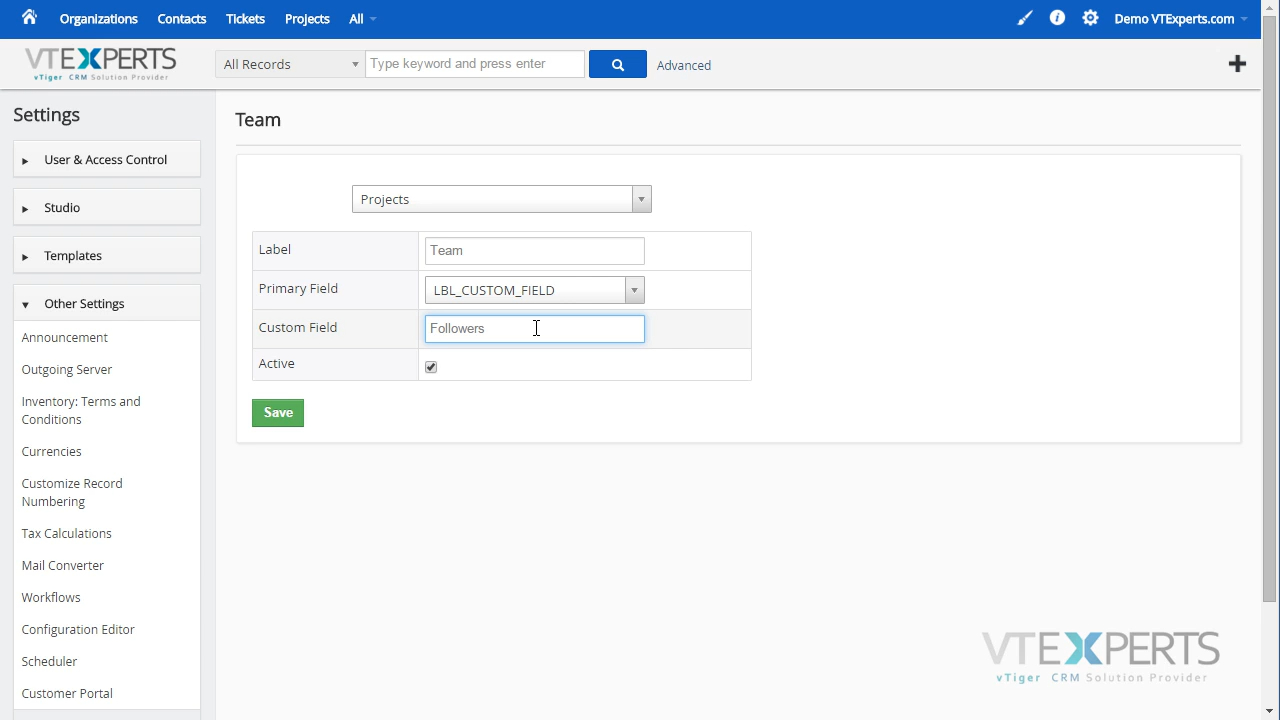 Organizations Contacts Tickets Projects All Demo VTExperts.com
VTEXPERTS
vTiger CRM Solution Provider
All Records Type keyword and press enter Advanced
Settings
Team
User & Access Control
Studio
Templates
Other Settings
Announcement
Outgoing Server
Inventory: Terms and
Conditions
Currencies
Customize Record
Numbering
Tax Calculations
Mail Converter
Workflows
Configuration Editor
Scheduler
Customer Portal
Projects
Label Team
Primary Field LBL_CUSTOM_FIELD
Custom Field Followers
Active
Save
VTEXPERTS
vTiger CRM Solution Provider